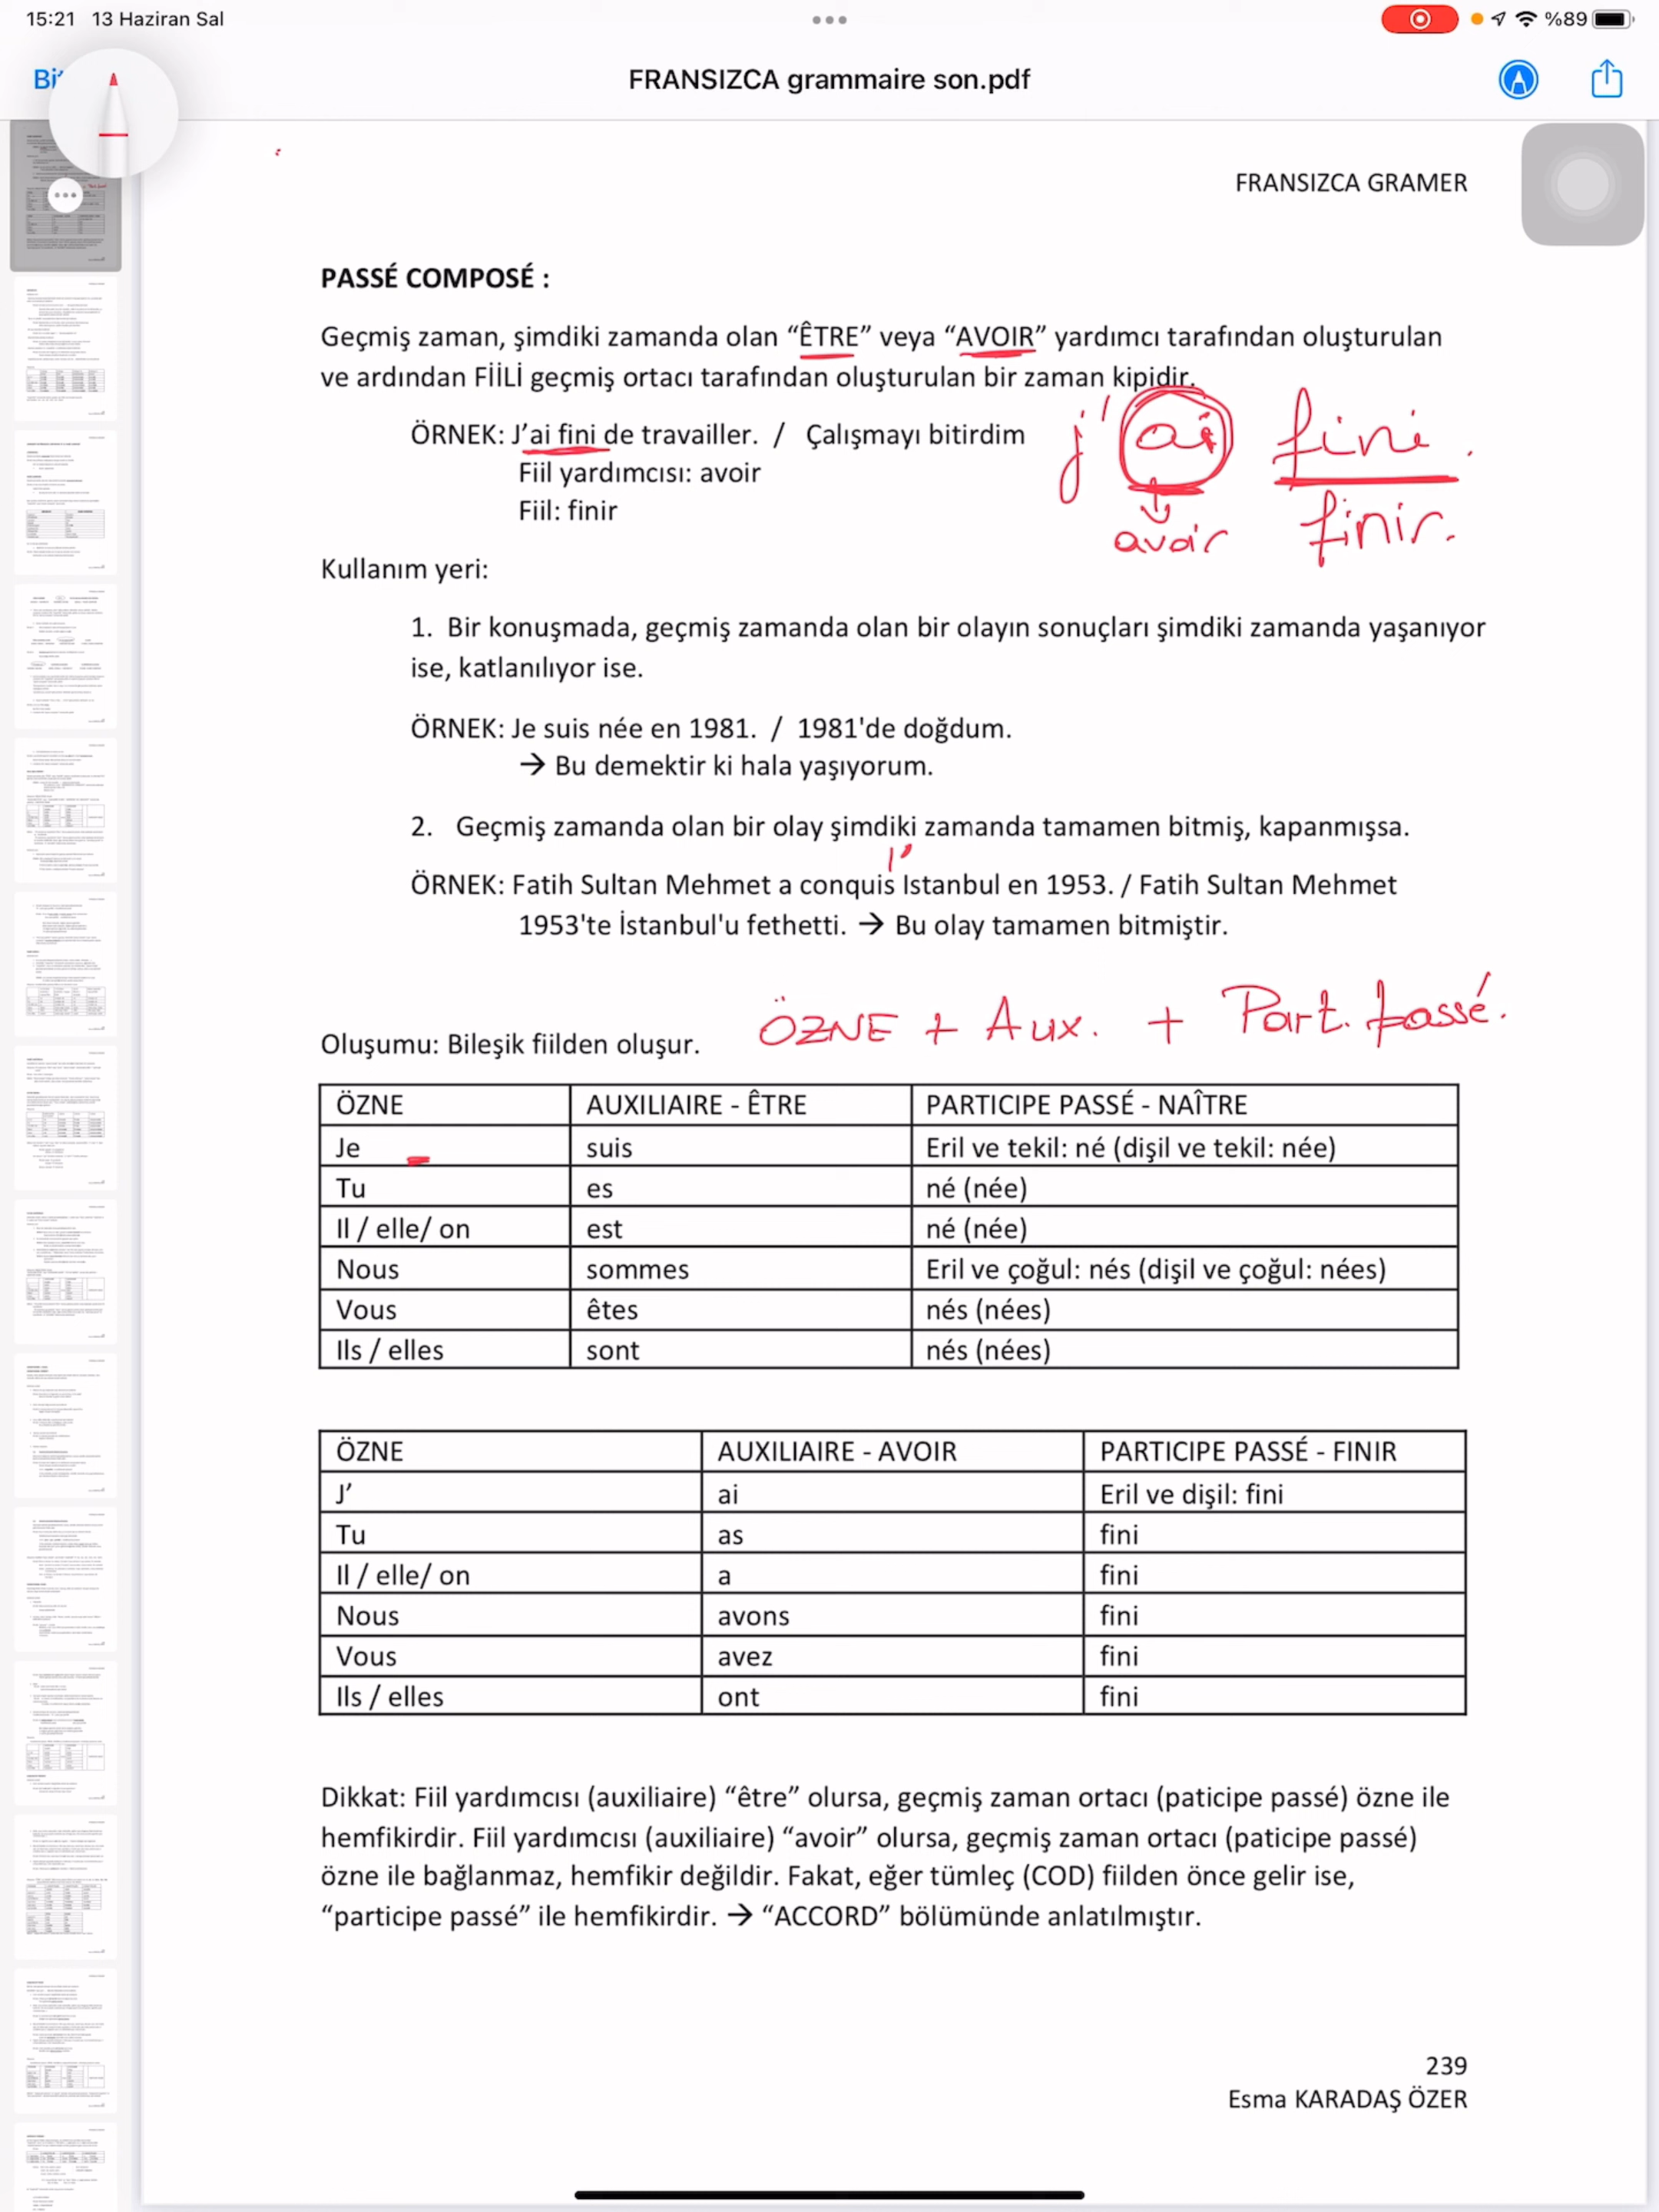 15:21 13 Haziran Sal
%89
Bit
FRANSIZCA grammaire son.pdf
FRANSIZCA GRAMER
PASSÉ COMPOSÉ :
Geçmiş zaman, şimdiki zamanda olan “ÊTRE” veya “AVOIR” yardımcı tarafından oluşturulan
ve ardından FİİLİ geçmiş ortacı tarafından oluşturulan bir zaman kipidir.
ÖRNEK: J’ai fini de travailler. / Çalışmayı bitirdim
j' ai fini.
Fiil yardımcısı: avoir
Fiil: finir
avoir finir.
Kullanım yeri:
1. Bir konuşmada, geçmiş zamanda olan bir olayın sonuçları şimdiki zamanda yaşanıyor
ise, katlanılıyor ise.
ÖRNEK: Je suis née en 1981. / 1981'de doğdum.
→ Bu demektir ki hala yaşıyorum.
2. Geçmiş zamanda olan bir olay şimdiki zamanda tamamen bitmiş, kapanmışsa.
l'
ÖRNEK: Fatih Sultan Mehmet a conquis Istanbul en 1953. / Fatih Sultan Mehmet
1953'te İstanbul'u fethetti. → Bu olay tamamen bitmiştir.
ÖZNE + Aux. + Part. passé.
Oluşumu: Bileşik fiilden oluşur.
ÖZNE AUXILIAIRE - ÊTRE PARTICIPE PASSÉ - NAÎTRE
Je suis Eril ve tekil: né (dişil ve tekil: née)
Tu es né (née)
Il / elle/ on est né (née)
Nous sommes Eril ve çoğul: nés (dişil ve çoğul: nées)
Vous êtes nés (nées)
Ils / elles sont nés (nées)
ÖZNE AUXILIAIRE - AVOIR PARTICIPE PASSÉ - FINIR
J’ ai Eril ve dişil: fini
Tu as fini
Il / elle/ on a fini
Nous avons fini
Vous avez fini
Ils / elles ont fini
Dikkat: Fiil yardımcısı (auxiliaire) “être” olursa, geçmiş zaman ortacı (paticipe passé) özne ile
hemfikirdir. Fiil yardımcısı (auxiliaire) “avoir” olursa, geçmiş zaman ortacı (paticipe passé)
özne ile bağlanmaz, hemfikir değildir. Fakat, eğer tümleç (COD) fiilden önce gelir ise,
“participe passé” ile hemfikirdir. → “ACCORD” bölümünde anlatılmıştır.
239
Esma KARADAŞ ÖZER